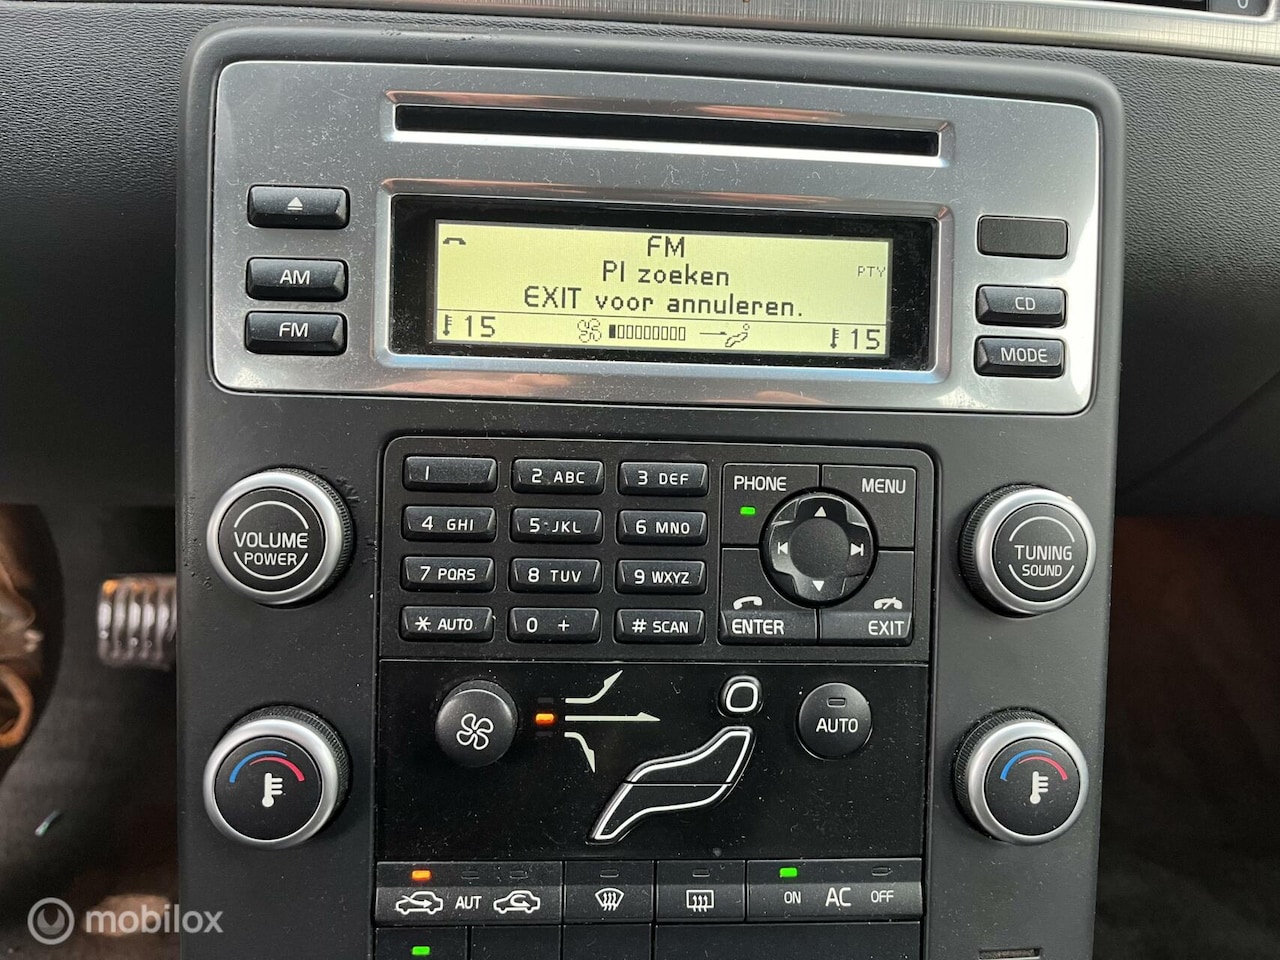 0
FM
PI zoeken
PTY
EXIT voor annuleren.
15
15
AM
FM
CD
MODE
1
2 ABC
3 DEF
4 GHI
5 JKL
6 MNO
7 PQRS
8 TUV
9 WXYZ
* AUTO
0 +
# SCAN
PHONE
MENU
ENTER
EXIT
VOLUME
POWER
TUNING
SOUND
AUTO
AUT
ON AC OFF
mobilox